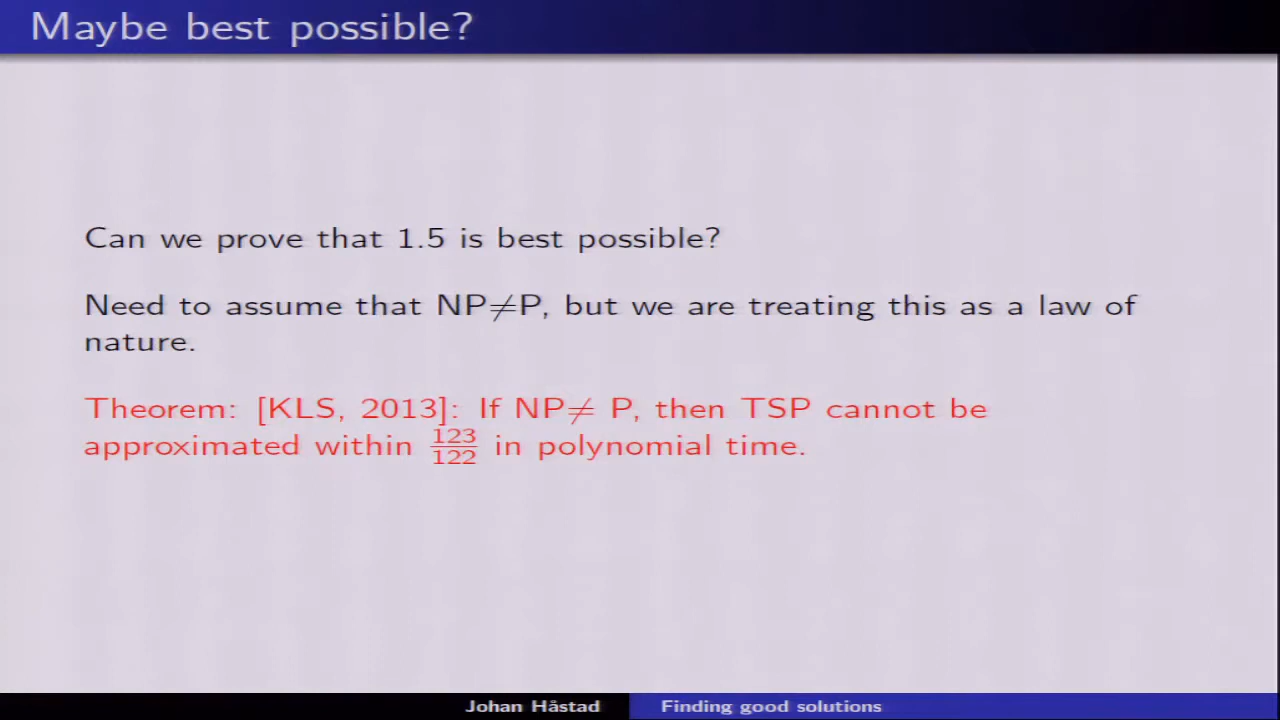 Maybe best possible?
Can we prove that 1.5 is best possible?
Need to assume that NP≠P, but we are treating this as a law of
nature.
Theorem: [KLS, 2013]: If NP≠ P, then TSP cannot be
approximated within 123/122 in polynomial time.
Johan Håstad Finding good solutions